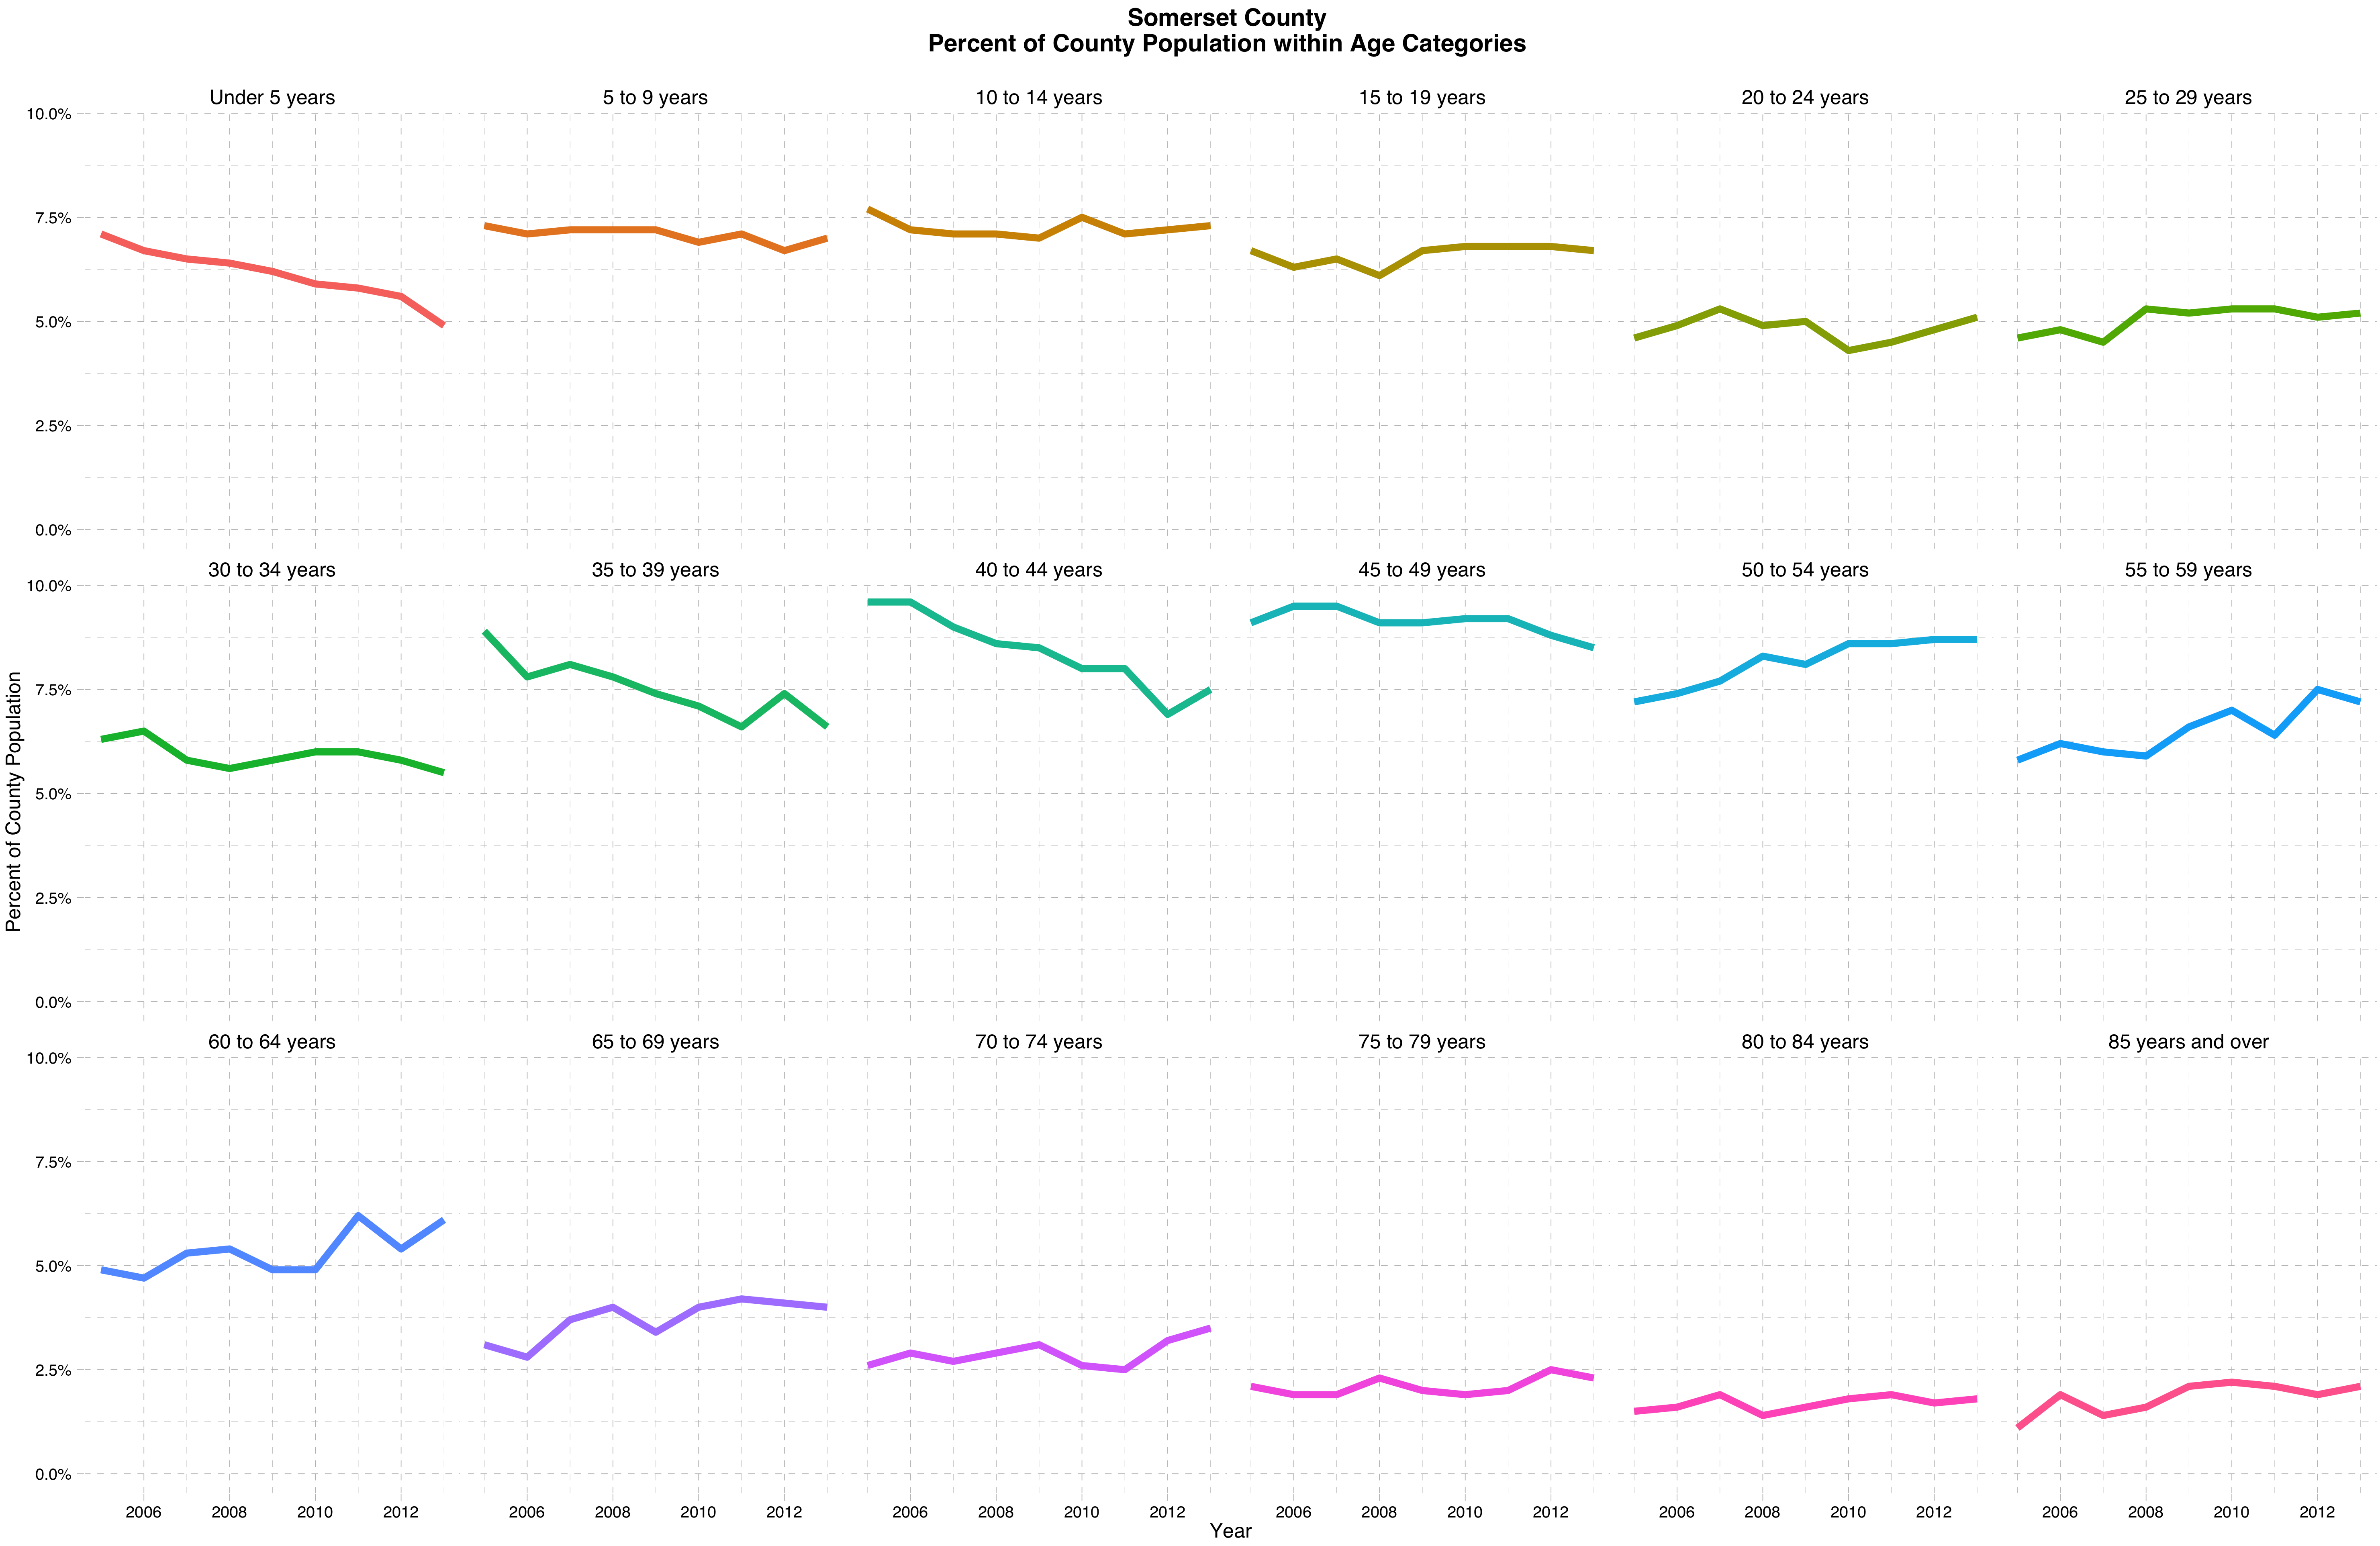 Somerset County
Percent of County Population within Age Categories
Under 5 years 5 to 9 years 10 to 14 years 15 to 19 years 20 to 24 years 25 to 29 years
10.0%
7.5%
5.0%
2.5%
0.0%
30 to 34 years 35 to 39 years 40 to 44 years 45 to 49 years 50 to 54 years 55 to 59 years
10.0%
7.5%
5.0%
2.5%
0.0%
Percent of County Population
60 to 64 years 65 to 69 years 70 to 74 years 75 to 79 years 80 to 84 years 85 years and over
10.0%
7.5%
5.0%
2.5%
0.0%
2006 2008 2010 2012 2006 2008 2010 2012 2006 2008 2010 2012 2006 2008 2010 2012 2006 2008 2010 2012 2006 2008 2010 2012
Year